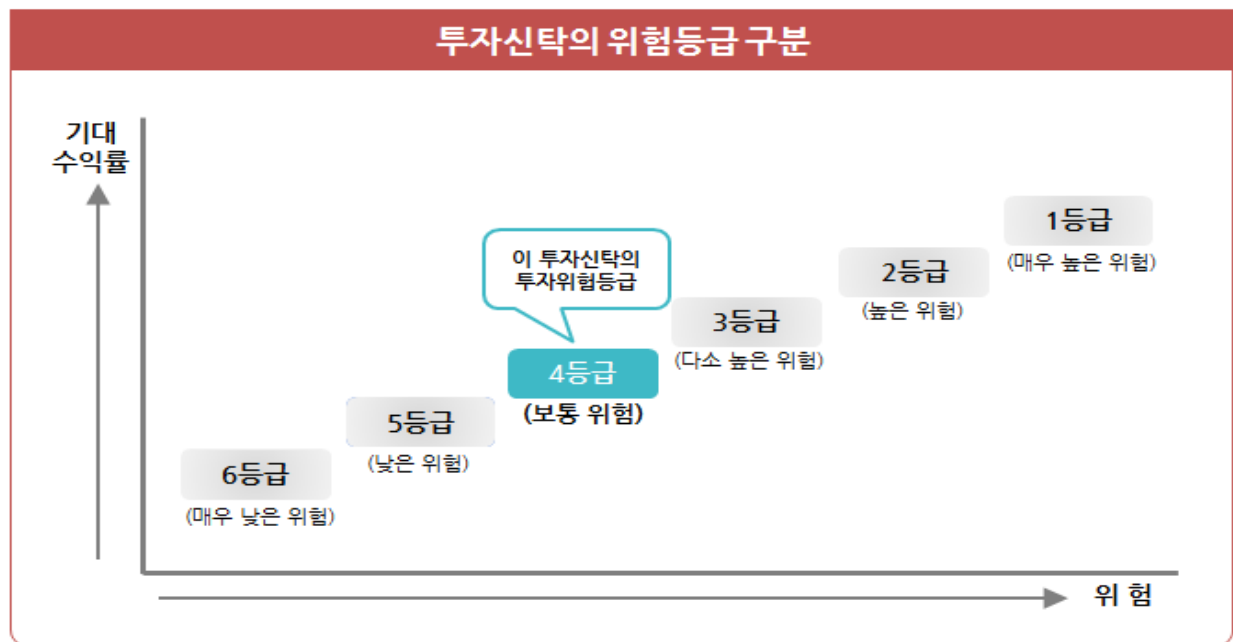 투자신탁의 위험등급 구분
기대
수익률
1등급
(매우 높은 위험)
이 투자신탁의
투자위험등급
2등급
(높은 위험)
3등급
(다소 높은 위험)
4등급
(보통 위험)
5등급
(낮은 위험)
6등급
(매우 낮은 위험)
위 험